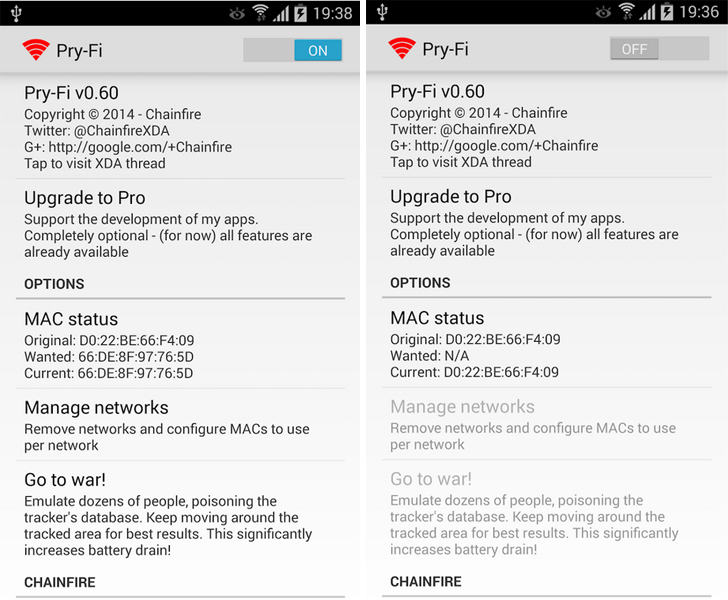 19:38
Pry-Fi
ON
Pry-Fi v0.60
Copyright © 2014 - Chainfire
Twitter: @ChainfireXDA
G+: http://google.com/+Chainfire
Tap to visit XDA thread
Upgrade to Pro
Support the development of my apps.
Completely optional - (for now) all features are
already available
OPTIONS
MAC status
Original: D0:22:BE:66:F4:09
Wanted: 66:DE:8F:97:76:5D
Current: 66:DE:8F:97:76:5D
Manage networks
Remove networks and configure MACs to use
per network
Go to war!
Emulate dozens of people, poisoning the
tracker's database. Keep moving around the
tracked area for best results. This significantly
increases battery drain!
CHAINFIRE
19:36
Pry-Fi
OFF
Pry-Fi v0.60
Copyright © 2014 - Chainfire
Twitter: @ChainfireXDA
G+: http://google.com/+Chainfire
Tap to visit XDA thread
Upgrade to Pro
Support the development of my apps.
Completely optional - (for now) all features are
already available
OPTIONS
MAC status
Original: D0:22:BE:66:F4:09
Wanted: N/A
Current: D0:22:BE:66:F4:09
Manage networks
Remove networks and configure MACs to use
per network
Go to war!
Emulate dozens of people, poisoning the
tracker's database. Keep moving around the
tracked area for best results. This significantly
increases battery drain!
CHAINFIRE